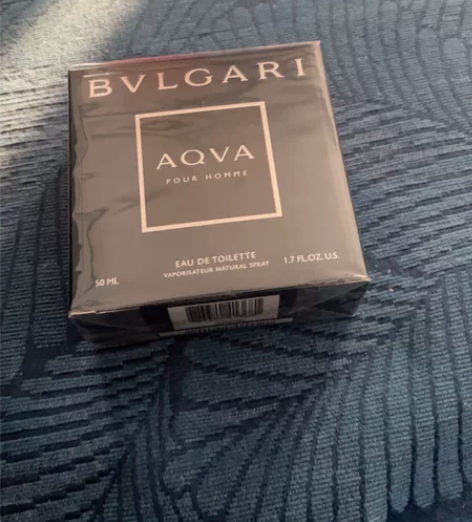 BVLGARI
AQVA
POUR HOMME
EAU DE TOILETTE
VAPORISATEUR NATURAL SPRAY
50 ML
1.7 FL.OZ. U.S.